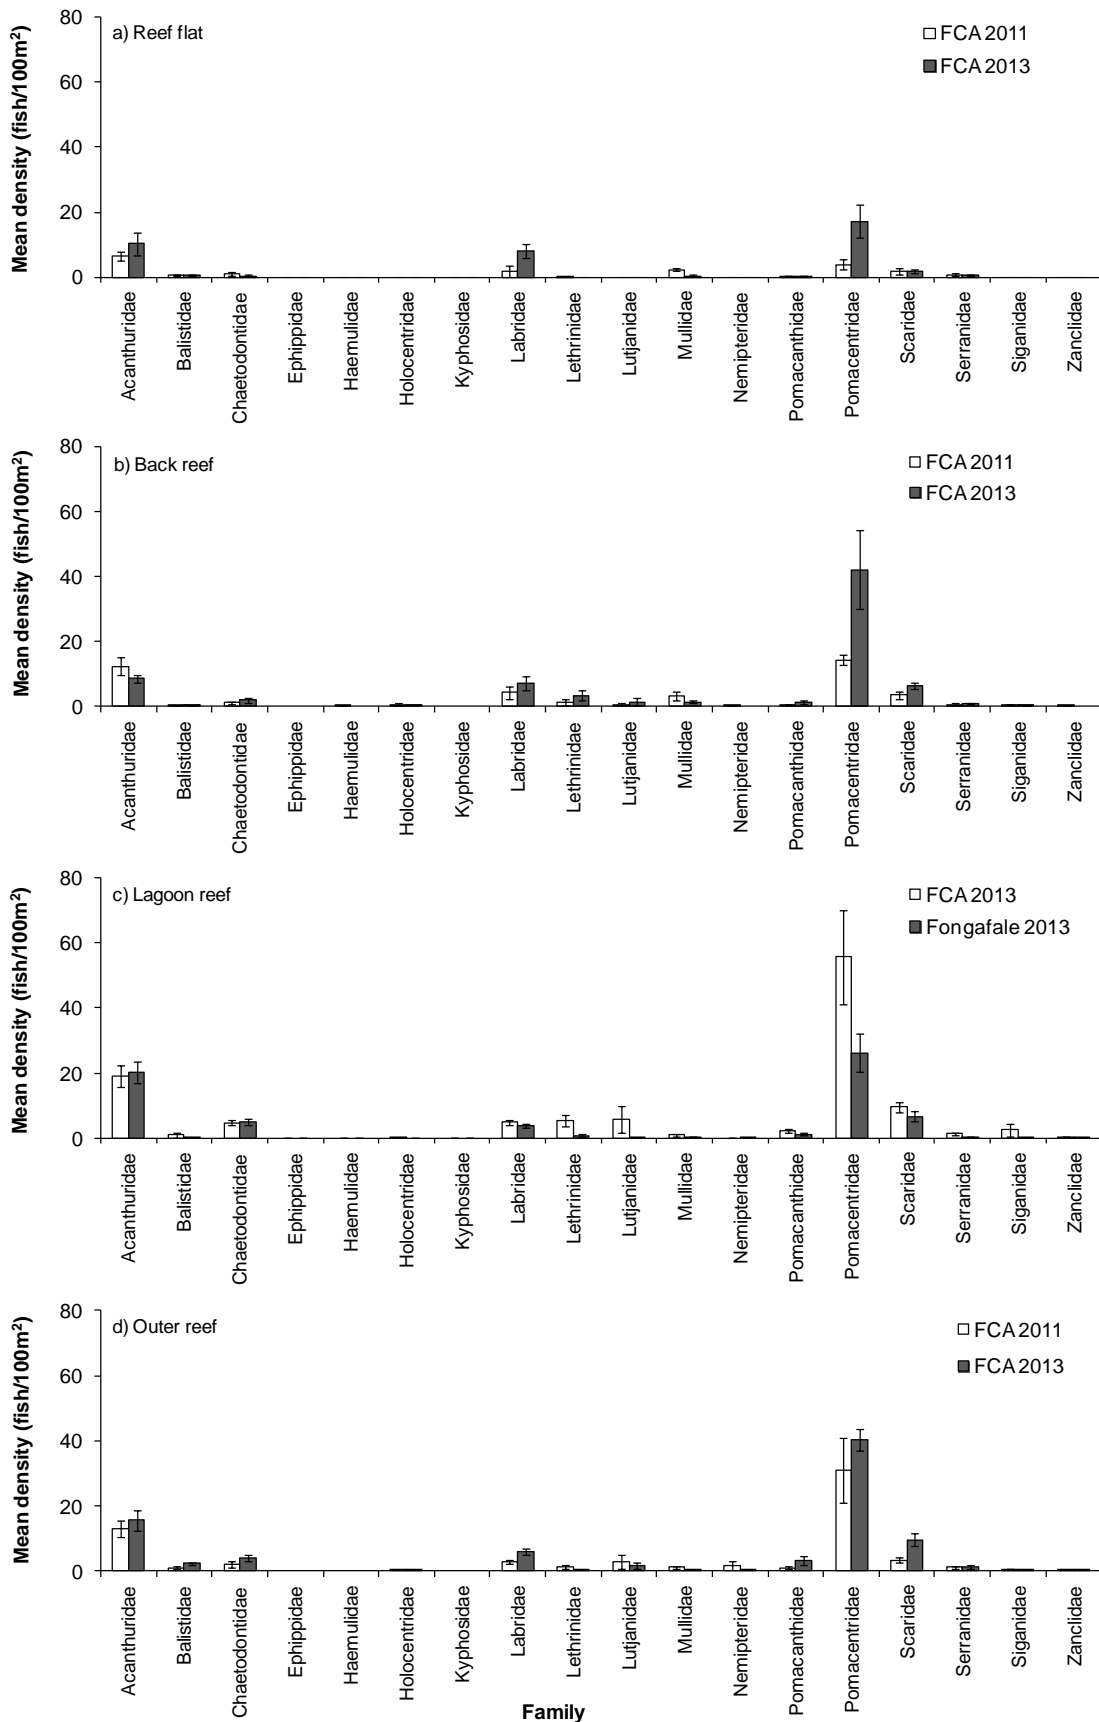 a) Reef flat
FCA 2011
FCA 2013
Mean density (fish/100m²)
80
60
40
20
0
Acanthuridae
Balistidae
Chaetodontidae
Ephippidae
Haemulidae
Holocentridae
Kyphosidae
Labridae
Lethrinidae
Lutjanidae
Mullidae
Nemipteridae
Pomacanthidae
Pomacentridae
Scaridae
Serranidae
Siganidae
Zanclidae
b) Back reef
FCA 2011
FCA 2013
Mean density (fish/100m²)
80
60
40
20
0
Acanthuridae
Balistidae
Chaetodontidae
Ephippidae
Haemulidae
Holocentridae
Kyphosidae
Labridae
Lethrinidae
Lutjanidae
Mullidae
Nemipteridae
Pomacanthidae
Pomacentridae
Scaridae
Serranidae
Siganidae
Zanclidae
c) Lagoon reef
FCA 2013
Fongafale 2013
Mean density (fish/100m²)
80
60
40
20
0
Acanthuridae
Balistidae
Chaetodontidae
Ephippidae
Haemulidae
Holocentridae
Kyphosidae
Labridae
Lethrinidae
Lutjanidae
Mullidae
Nemipteridae
Pomacanthidae
Pomacentridae
Scaridae
Serranidae
Siganidae
Zanclidae
d) Outer reef
FCA 2011
FCA 2013
Mean density (fish/100m²)
80
60
40
20
0
Acanthuridae
Balistidae
Chaetodontidae
Ephippidae
Haemulidae
Holocentridae
Kyphosidae
Labridae
Lethrinidae
Lutjanidae
Mullidae
Nemipteridae
Pomacanthidae
Pomacentridae
Scaridae
Serranidae
Siganidae
Zanclidae
Family